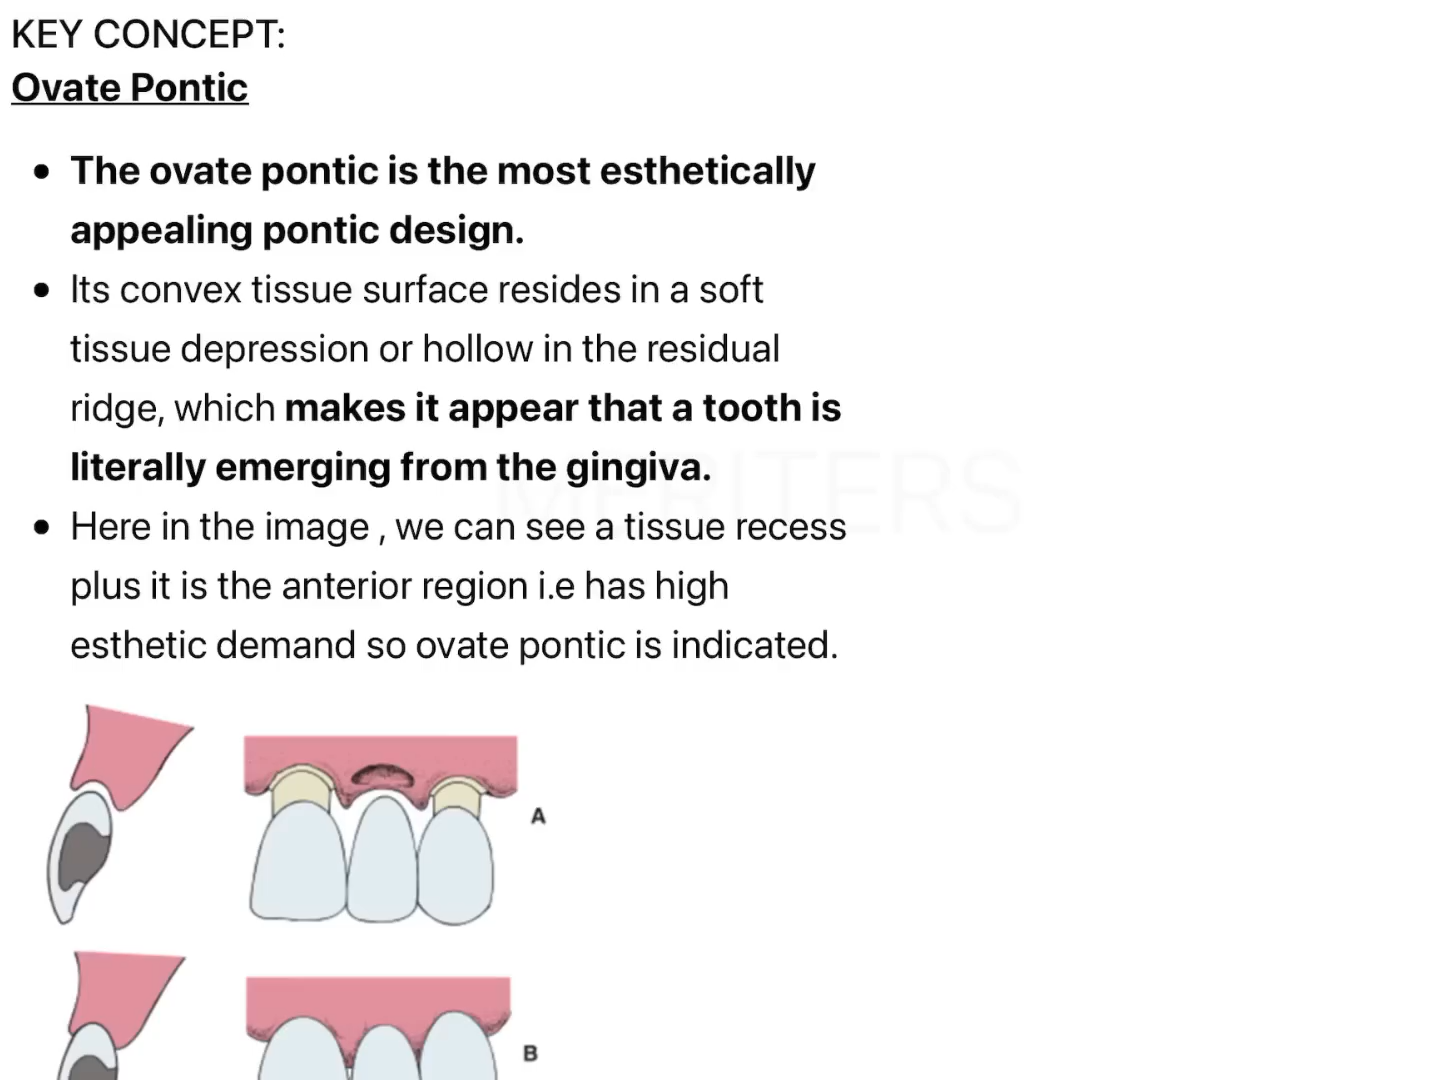 KEY CONCEPT:
Ovate Pontic
• The ovate pontic is the most esthetically
appealing pontic design.
• Its convex tissue surface resides in a soft
tissue depression or hollow in the residual
ridge, which makes it appear that a tooth is
literally emerging from the gingiva.
• Here in the image , we can see a tissue recess
plus it is the anterior region i.e has high
esthetic demand so ovate pontic is indicated.
MERITERS
A
B